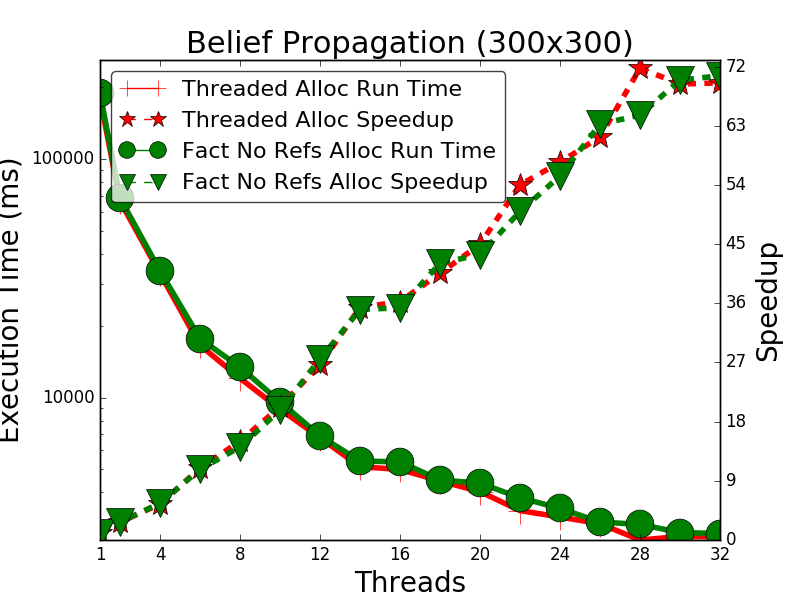 Belief Propagation (300x300)
Threaded Alloc Run Time
Threaded Alloc Speedup
Fact No Refs Alloc Run Time
Fact No Refs Alloc Speedup
Execution Time (ms)
100000
10000
72
63
54
45
36
27
18
9
0
Speedup
1 4 8 12 16 20 24 28 32
Threads